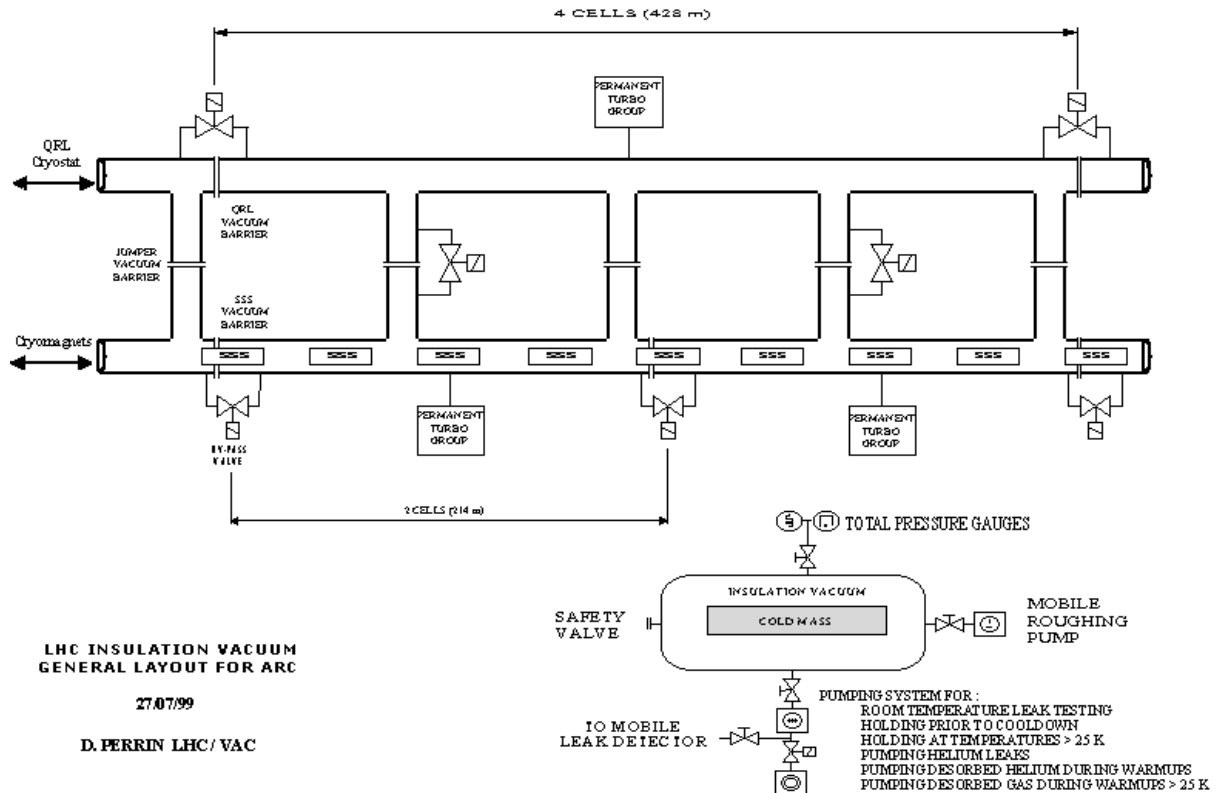 4 CELLS (428 m)
PERMANENT
TURBO
GROUP
QRL
Cryostat
QRL
VACUUM
BARRIER
JUMPER
VACUUM
BARRIER
SSS
VACUUM
BARRIER
Cryomagnets
SSS SSS SSS SSS SSS SSS SSS SSS SSS
PERMANENT
TURBO
GROUP
PERMANENT
TURBO
GROUP
BY-PASS
VALVE
2 CELLS (214 m)
TOTAL PRESSURE GAUGES
INSULATION VACUUM
COLD MASS
SAFETY
VALVE
MOBILE
ROUGHING
PUMP
LHC INSULATION VACUUM
GENERAL LAYOUT FOR ARC
27/07/99
D. PERRIN LHC / VAC
TO MOBILE
LEAK DETECTOR
PUMPING SYSTEM FOR :
ROOM TEMPERATURE LEAK TESTING
HOLDING PRIOR TO COOLDOWN
HOLDING AT TEMPERATURES > 25 K
PUMPING HELIUM LEAKS
PUMPING DESORBED HELIUM DURING WARMUPS
PUMPING DESORBED GAS DURING WARMUPS > 25 K